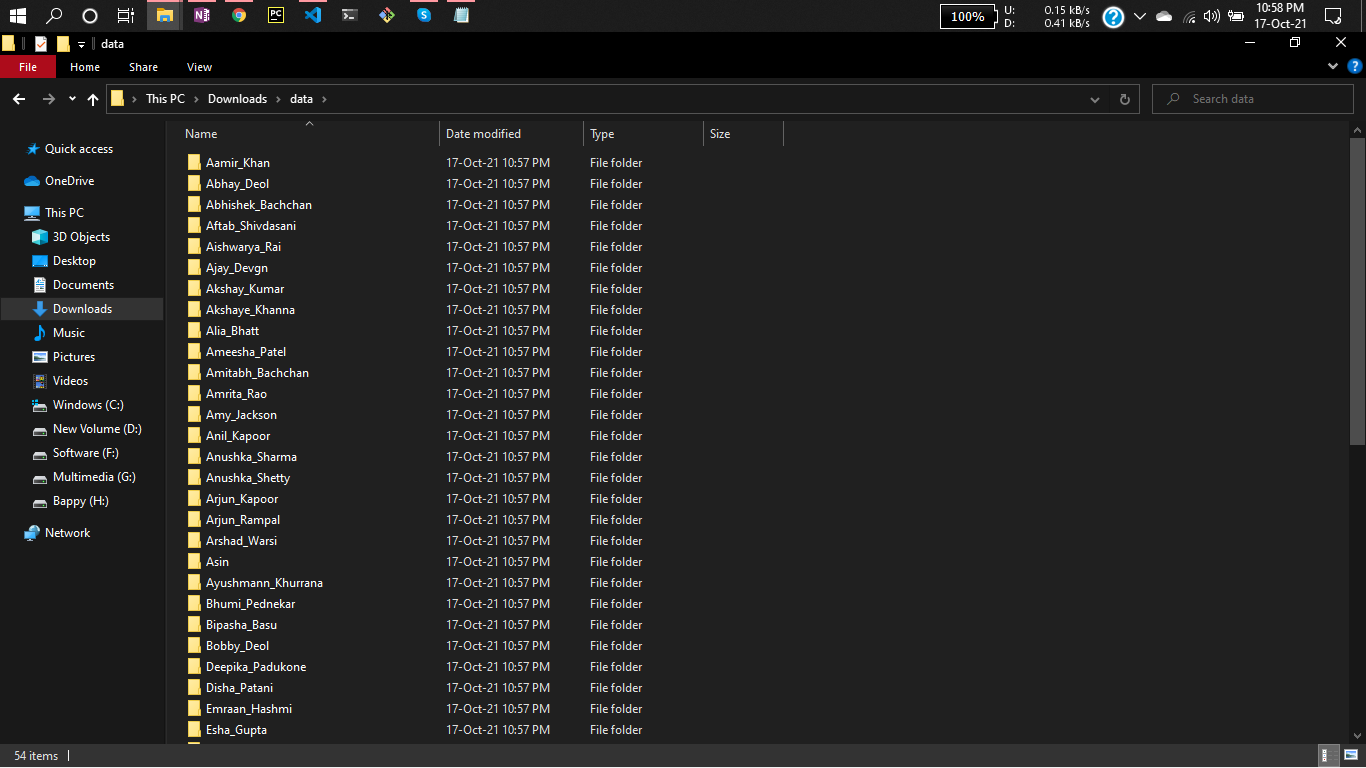 100%
U: 0.15 kB/s
D: 0.41 kB/s
10:58 PM
17-Oct-21
data
File Home Share View
This PC Downloads data
Search data
Name Date modified Type Size
Quick access
OneDrive
This PC
3D Objects
Desktop
Documents
Downloads
Music
Pictures
Videos
Windows (C:)
New Volume (D:)
Software (F:)
Multimedia (G:)
Bappy (H:)
Network
Aamir_Khan 17-Oct-21 10:57 PM File folder
Abhay_Deol 17-Oct-21 10:57 PM File folder
Abhishek_Bachchan 17-Oct-21 10:57 PM File folder
Aftab_Shivdasani 17-Oct-21 10:57 PM File folder
Aishwarya_Rai 17-Oct-21 10:57 PM File folder
Ajay_Devgn 17-Oct-21 10:57 PM File folder
Akshay_Kumar 17-Oct-21 10:57 PM File folder
Akshaye_Khanna 17-Oct-21 10:57 PM File folder
Alia_Bhatt 17-Oct-21 10:57 PM File folder
Ameesha_Patel 17-Oct-21 10:57 PM File folder
Amitabh_Bachchan 17-Oct-21 10:57 PM File folder
Amrita_Rao 17-Oct-21 10:57 PM File folder
Amy_Jackson 17-Oct-21 10:57 PM File folder
Anil_Kapoor 17-Oct-21 10:57 PM File folder
Anushka_Sharma 17-Oct-21 10:57 PM File folder
Anushka_Shetty 17-Oct-21 10:57 PM File folder
Arjun_Kapoor 17-Oct-21 10:57 PM File folder
Arjun_Rampal 17-Oct-21 10:57 PM File folder
Arshad_Warsi 17-Oct-21 10:57 PM File folder
Asin 17-Oct-21 10:57 PM File folder
Ayushmann_Khurrana 17-Oct-21 10:57 PM File folder
Bhumi_Pednekar 17-Oct-21 10:57 PM File folder
Bipasha_Basu 17-Oct-21 10:57 PM File folder
Bobby_Deol 17-Oct-21 10:57 PM File folder
Deepika_Padukone 17-Oct-21 10:57 PM File folder
Disha_Patani 17-Oct-21 10:57 PM File folder
Emraan_Hashmi 17-Oct-21 10:57 PM File folder
Esha_Gupta 17-Oct-21 10:57 PM File folder
54 items